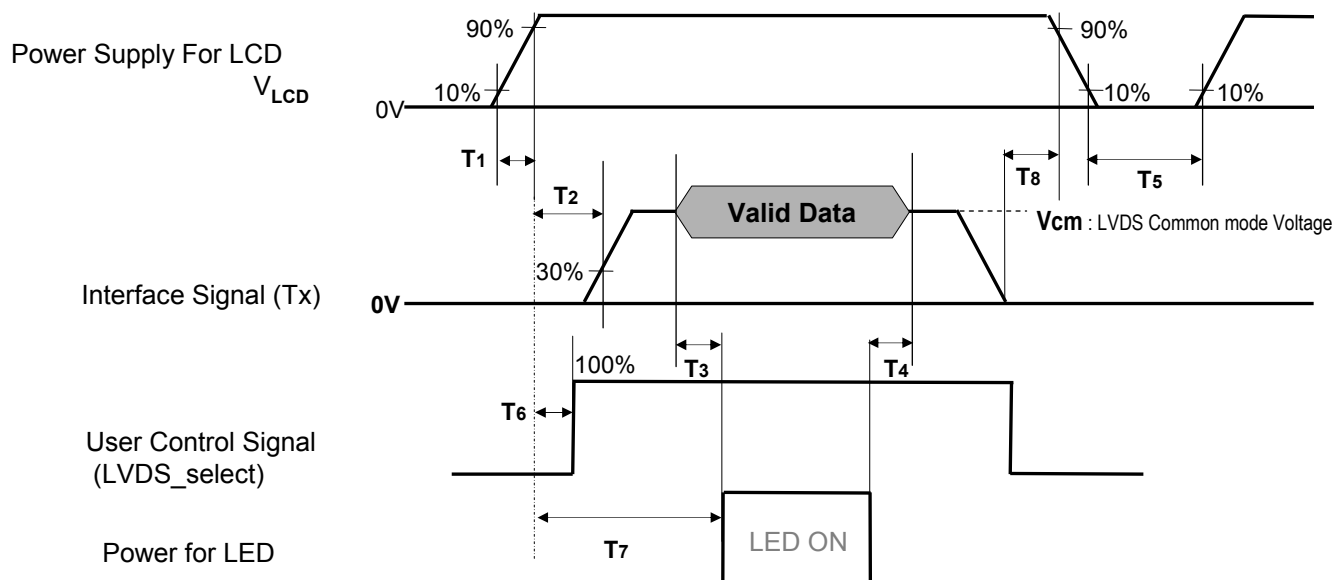 Power Supply For LCD
VLCD
90%
10%
0V
90%
10%
10%
T1
T2
T8
T5
Valid Data
Vcm : LVDS Common mode Voltage
30%
Interface Signal (Tx)
0V
T3
T4
100%
T6
User Control Signal
(LVDS_select)
T7
LED ON
Power for LED